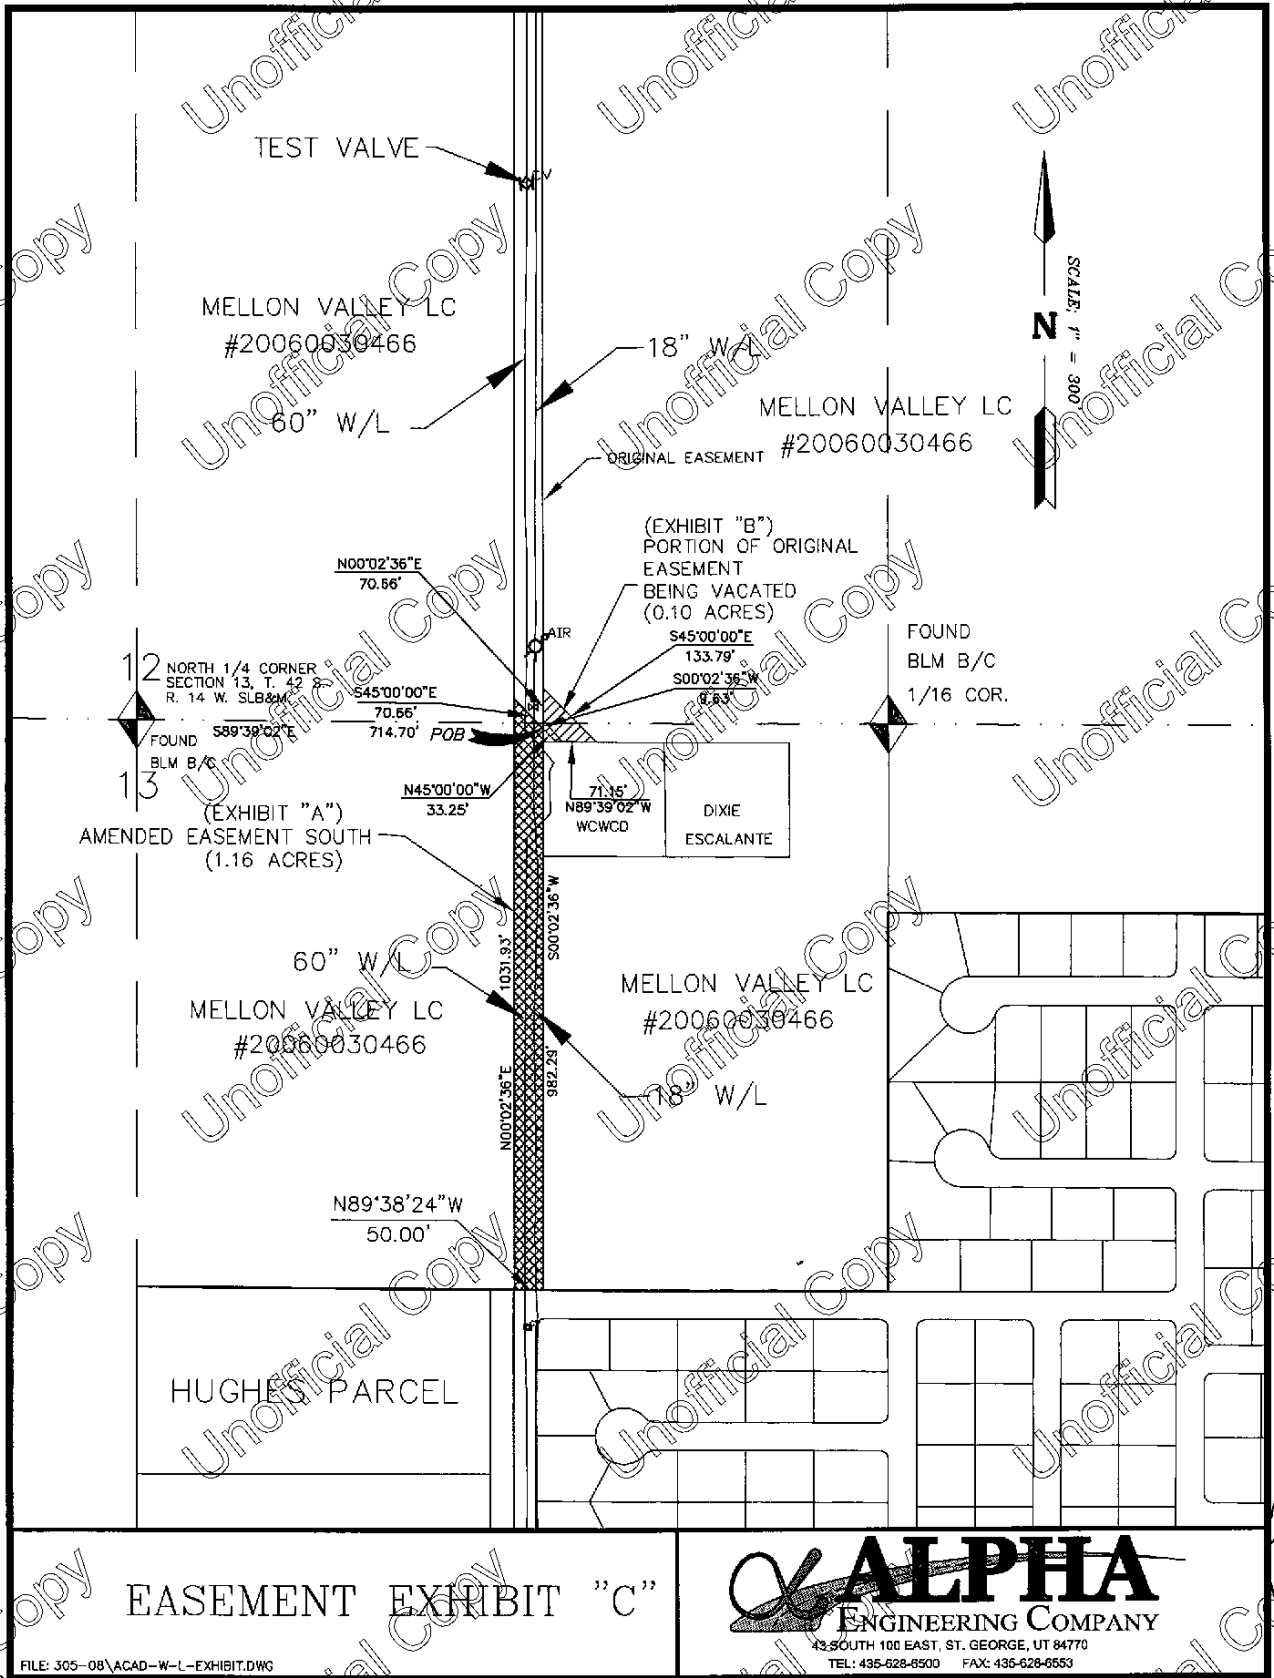 TEST VALVE
CV
MELLON VALLEY LC
#20060030466
18" W/L
60" W/L
SCALE: 1" = 300'
N
MELLON VALLEY LC
#20060030466
ORIGINAL EASEMENT
(EXHIBIT "B")
PORTION OF ORIGINAL
EASEMENT
BEING VACATED
(0.10 ACRES)
N00°02'36"E
70.66'
AIR
S45°00'00"E
133.79'
S00°02'36"W
9.63'
FOUND
BLM B/C
1/16 COR.
12
NORTH 1/4 CORNER
SECTION 13, T. 42 S.
R. 14 W. SLB&M
S45°00'00"E
70.66'
S89°39'02"E
714.70'
POB
FOUND
BLM B/C
13
N45°00'00"W
33.25'
71.15'
N89°39'02"W
WCWCD
DIXIE
ESCALANTE
(EXHIBIT "A")
AMENDED EASEMENT SOUTH
(1.16 ACRES)
S00°02'36"W
982.29'
N00°02'36"E
1031.93'
60" W/L
MELLON VALLEY LC
#20060030466
MELLON VALLEY LC
#20060030466
18" W/L
N89°38'24"W
50.00'
HUGHES PARCEL
EASEMENT EXHIBIT "C"
FILE: 305-08\ACAD-W-L-EXHIBIT.DWG
ALPHA
ENGINEERING COMPANY
43 SOUTH 100 EAST, ST. GEORGE, UT 84770
TEL: 435-628-6500 FAX: 435-628-6553
Unofficial Copy